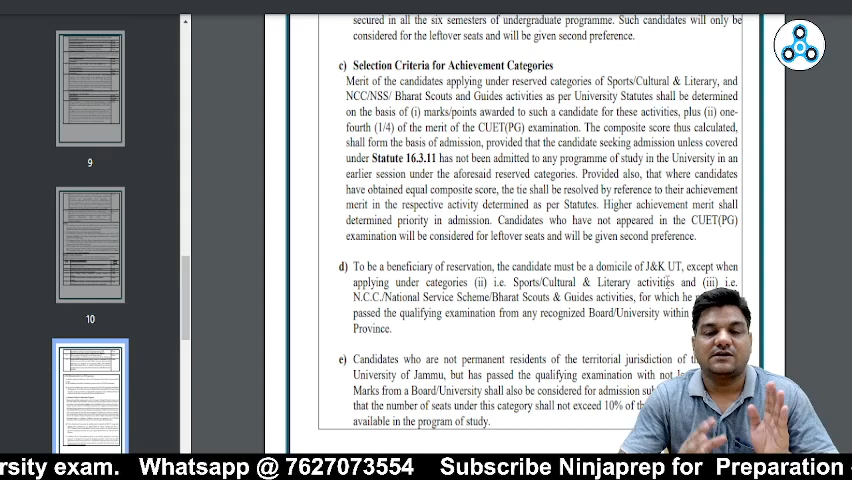 secured in all the six semesters of undergraduate programme. Such candidates will only be
considered for the leftover seats and will be given second preference.
c) Selection Criteria for Achievement Categories
Merit of the candidates applying under reserved categories of Sports/Cultural & Literary, and
NCC/NSS/ Bharat Scouts and Guides activities as per University Statutes shall be determined
on the basis of (i) marks/points awarded to such a candidate for these activities, plus (ii) one-
fourth (1/4) of the merit of the CUET(PG) examination. The composite score thus calculated,
shall form the basis of admission, provided that the candidate seeking admission unless covered
under Statute 16.3.11 has not been admitted to any programme of study in the University in an
earlier session under the aforesaid reserved categories. Provided also, that where candidates
have obtained equal composite score, the tie shall be resolved by reference to their achievement
merit in the respective activity determined as per Statutes. Higher achievement merit shall
determined priority in admission. Candidates who have not appeared in the CUET(PG)
examination will be considered for leftover seats and will be given second preference.
d) To be a beneficiary of reservation, the candidate must be a domicile of J&K UT, except when
applying under categories (ii) i.e. Sports/Cultural & Literary activities and (iii) i.e.
N.C.C./National Service Scheme/Bharat Scouts & Guides activities, for which he
passed the qualifying examination from any recognized Board/University within
Province.
e) Candidates who are not permanent residents of the territorial jurisdiction of
University of Jammu, but has passed the qualifying examination with not
Marks from a Board/University shall also be considered for admission
that the number of seats under this category shall not exceed 10% of
available in the program of study.
9
10
rsity exam. Whatsapp @ 7627073554 Subscribe Ninjaprep for Preparation